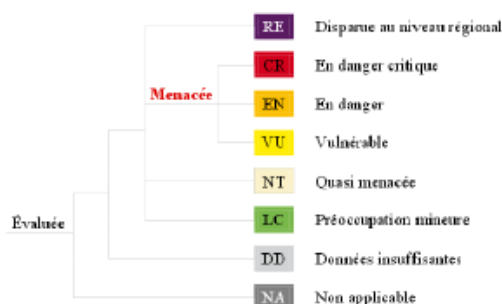 RE Disparue au niveau régional
CR En danger critique
Menacée
EN En danger
VU Vulnérable
NT Quasi menacée
Évaluée
LC Préoccupation mineure
DD Données insuffisantes
NA Non applicable